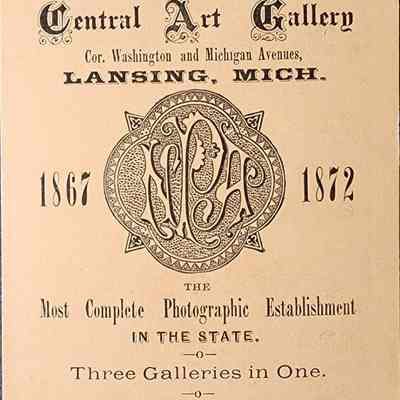 Central Art Gallery
Cor. Washington and Michigan Avenues,
LANSING, MICH.
NPA
1867
1872
THE
Most Complete Photographic Establishment
IN THE STATE.
—o—
Three Galleries in One.
—o—